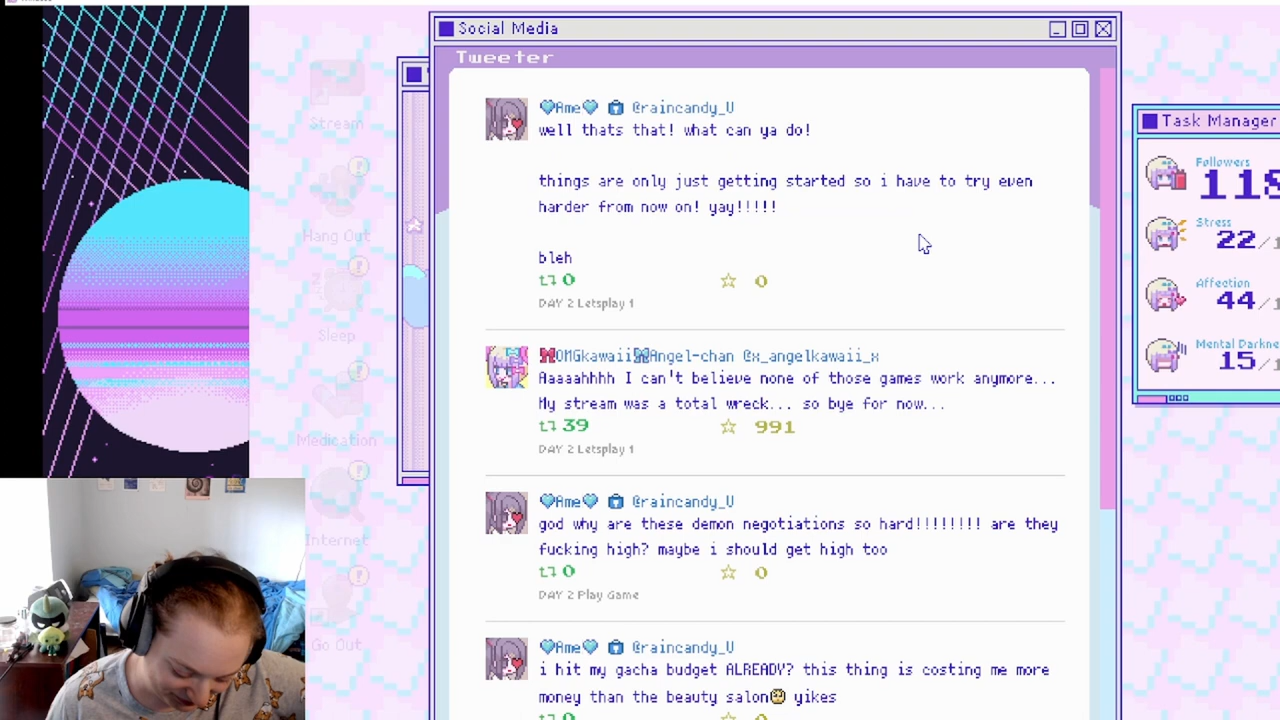 Social Media
Tweeter
Ame @raincandy_U
well thats that! what can ya do!
things are only just getting started so i have to try even
harder from now on! yay!!!!!
bleh
0 0
DAY 2 Letsplay 1
OMGkawaii Angel-chan @x_angelkawaii_x
Aaaaahhhh I can't believe none of those games work anymore...
My stream was a total wreck... so bye for now...
39 991
DAY 2 Letsplay 1
Ame @raincandy_U
god why are these demon negotiations so hard!!!!!!!! are they
fucking high? maybe i should get high too
0 0
DAY 2 Play Game
Ame @raincandy_U
i hit my gacha budget ALREADY? this thing is costing me more
money than the beauty salon yikes
Stream
Hang Out
Sleep
Medication
Internet
Go Out
Task Manager
Followers
Stress
22/1
Affection
44/1
Mental Darkne
15/1